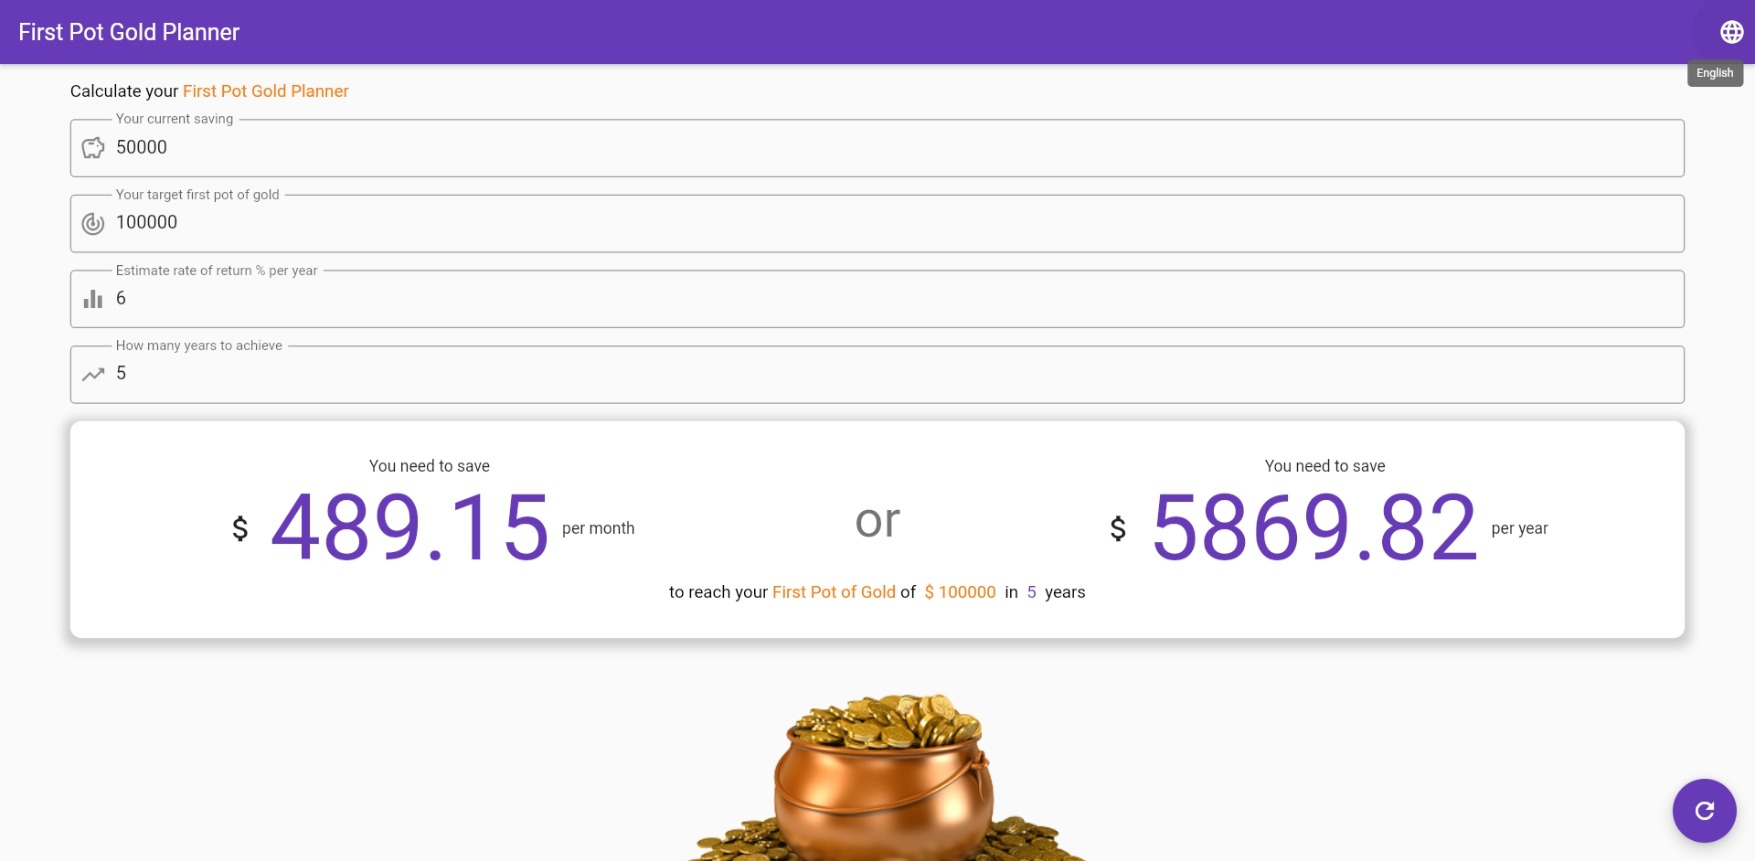 First Pot Gold Planner
English
Calculate your First Pot Gold Planner
Your current saving
50000
Your target first pot of gold
100000
Estimate rate of return % per year
6
How many years to achieve
5
You need to save
$ 489.15 per month
or
You need to save
$ 5869.82 per year
to reach your First Pot of Gold of $ 100000 in 5 years